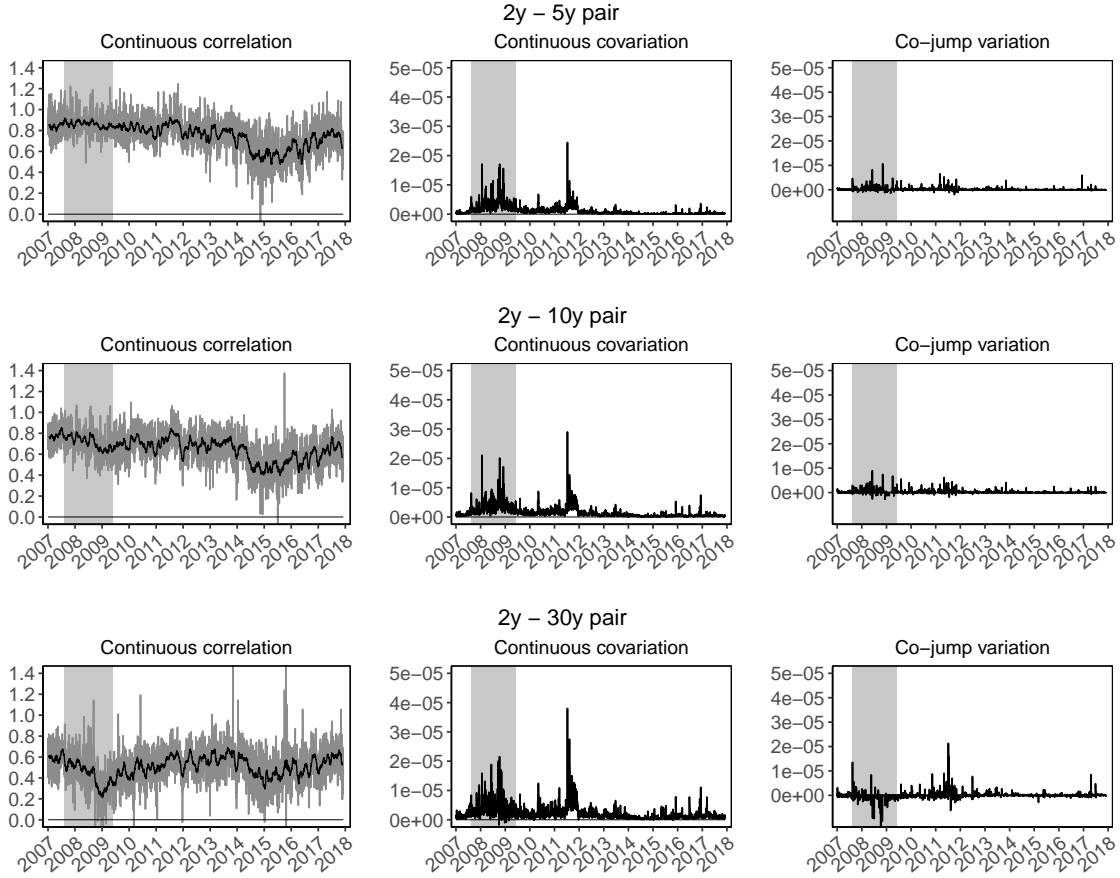 2y − 5y pair
Continuous correlation
Continuous covariation
Co−jump variation
1.4
1.2
1.0
0.8
0.6
0.4
0.2
0.0
5e−05
4e−05
3e−05
2e−05
1e−05
0e+00
5e−05
4e−05
3e−05
2e−05
1e−05
0e+00
2007 2008 2009 2010 2011 2012 2013 2014 2015 2016 2017 2018
2007 2008 2009 2010 2011 2012 2013 2014 2015 2016 2017 2018
2007 2008 2009 2010 2011 2012 2013 2014 2015 2016 2017 2018
2y − 10y pair
Continuous correlation
Continuous covariation
Co−jump variation
1.4
1.2
1.0
0.8
0.6
0.4
0.2
0.0
5e−05
4e−05
3e−05
2e−05
1e−05
0e+00
5e−05
4e−05
3e−05
2e−05
1e−05
0e+00
2007 2008 2009 2010 2011 2012 2013 2014 2015 2016 2017 2018
2007 2008 2009 2010 2011 2012 2013 2014 2015 2016 2017 2018
2007 2008 2009 2010 2011 2012 2013 2014 2015 2016 2017 2018
2y − 30y pair
Continuous correlation
Continuous covariation
Co−jump variation
1.4
1.2
1.0
0.8
0.6
0.4
0.2
0.0
5e−05
4e−05
3e−05
2e−05
1e−05
0e+00
5e−05
4e−05
3e−05
2e−05
1e−05
0e+00
2007 2008 2009 2010 2011 2012 2013 2014 2015 2016 2017 2018
2007 2008 2009 2010 2011 2012 2013 2014 2015 2016 2017 2018
2007 2008 2009 2010 2011 2012 2013 2014 2015 2016 2017 2018